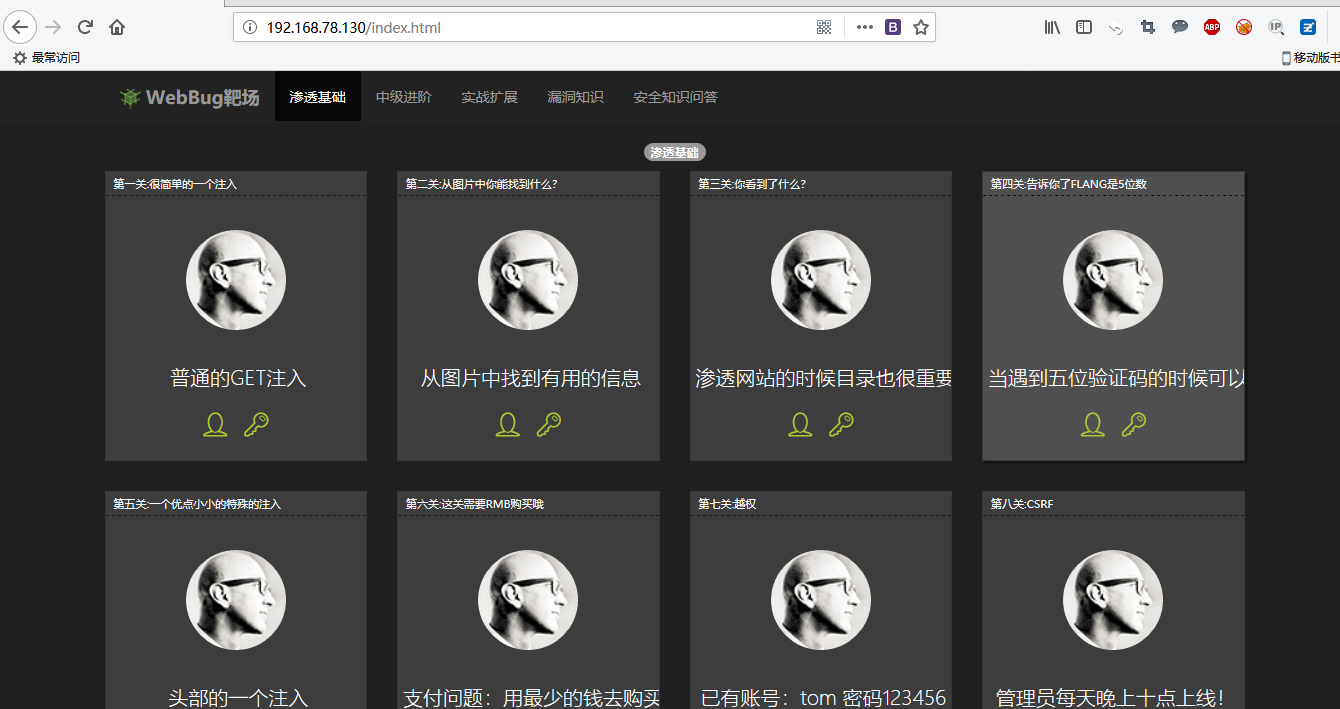 192.168.78.130/index.html
最常访问
移动版书
WebBug靶场 渗透基础 中级进阶 实战扩展 漏洞知识 安全知识问答
渗透基础
第一关:很简单的一个注入
第二关:从图片中你能找到什么?
第三关:你看到了什么?
第四关:告诉你了FLANG是5位数
普通的GET注入
从图片中找到有用的信息
渗透网站的时候目录也很重要
当遇到五位验证码的时候可以
第五关:一个优点小小的特殊的注入
第六关:这关需要RMB购买哦
第七关:越权
第八关:CSRF
头部的一个注入
支付问题：用最少的钱去购买
已有账号：tom 密码123456
管理员每天晚上十点上线！
B
ABP
IP
Z